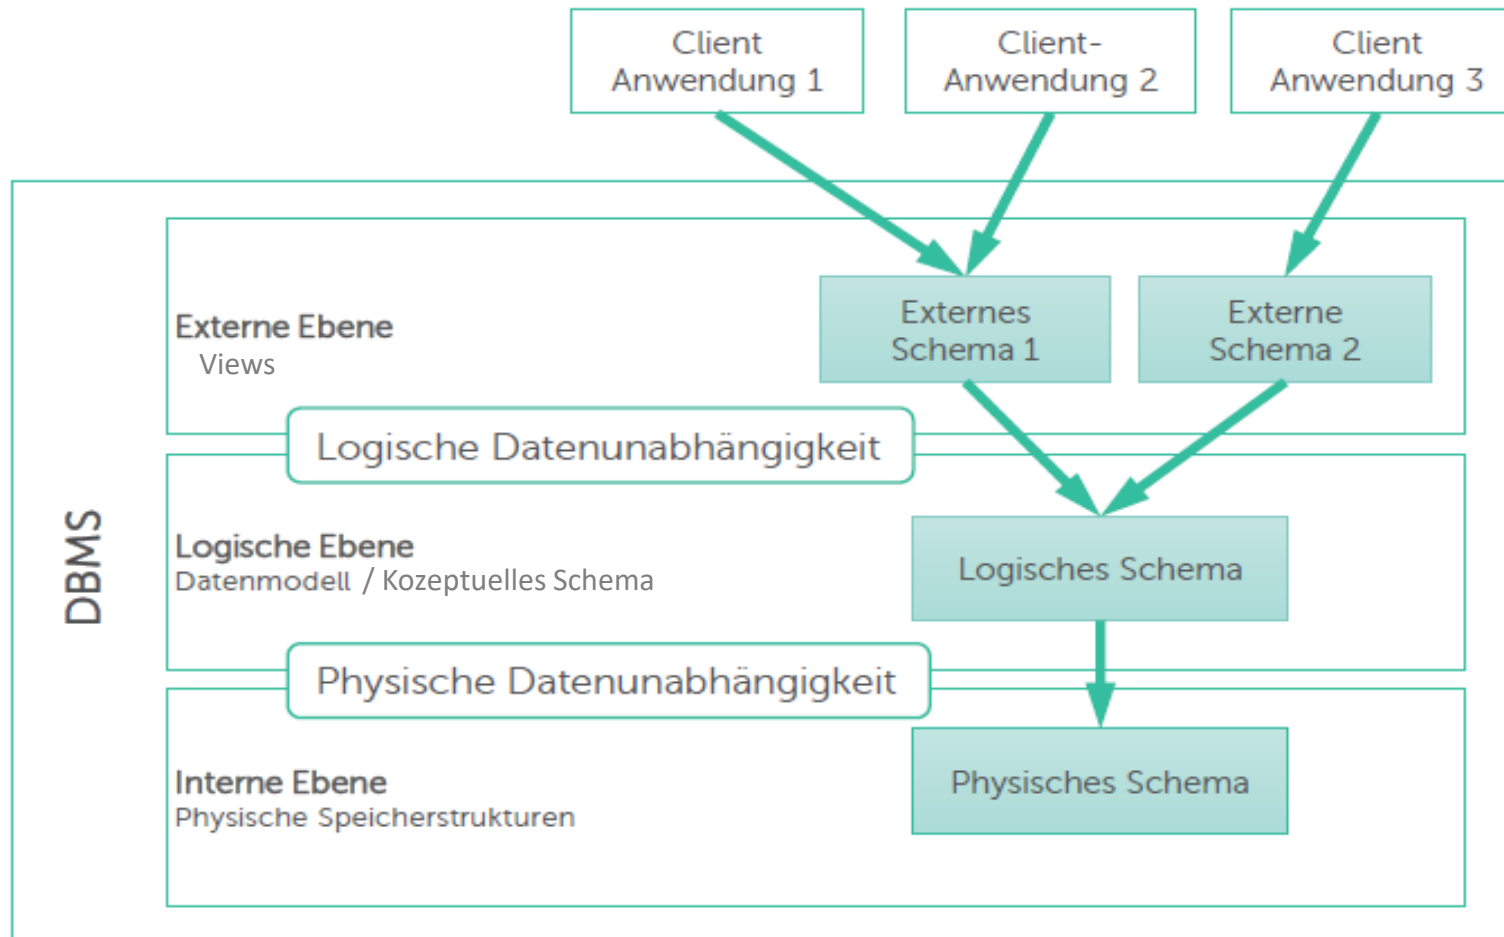 Client
Anwendung 1
Client-
Anwendung 2
Client
Anwendung 3
DBMS
Externe Ebene
Views
Externes
Schema 1
Externe
Schema 2
Logische Datenunabhängigkeit
Logische Ebene
Datenmodell / Kozeptuelles Schema
Logisches Schema
Physische Datenunabhängigkeit
Interne Ebene
Physische Speicherstrukturen
Physisches Schema